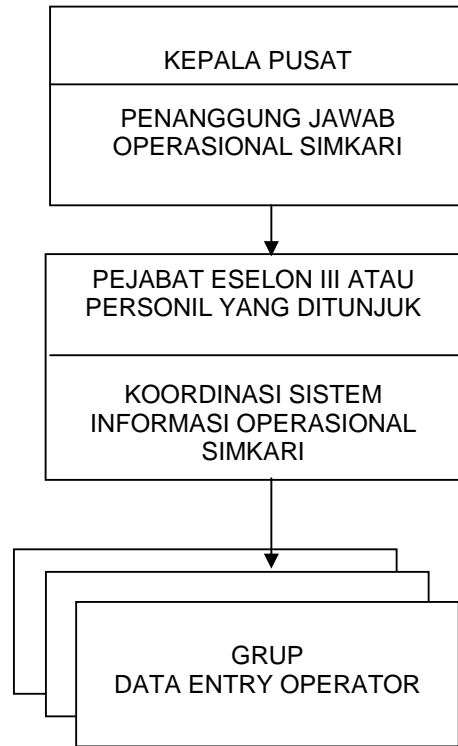 KEPALA PUSAT
PENANGGUNG JAWAB
OPERASIONAL SIMKARI
PEJABAT ESELON III ATAU
PERSONIL YANG DITUNJUK
KOORDINASI SISTEM
INFORMASI OPERASIONAL
SIMKARI
GRUP
DATA ENTRY OPERATOR